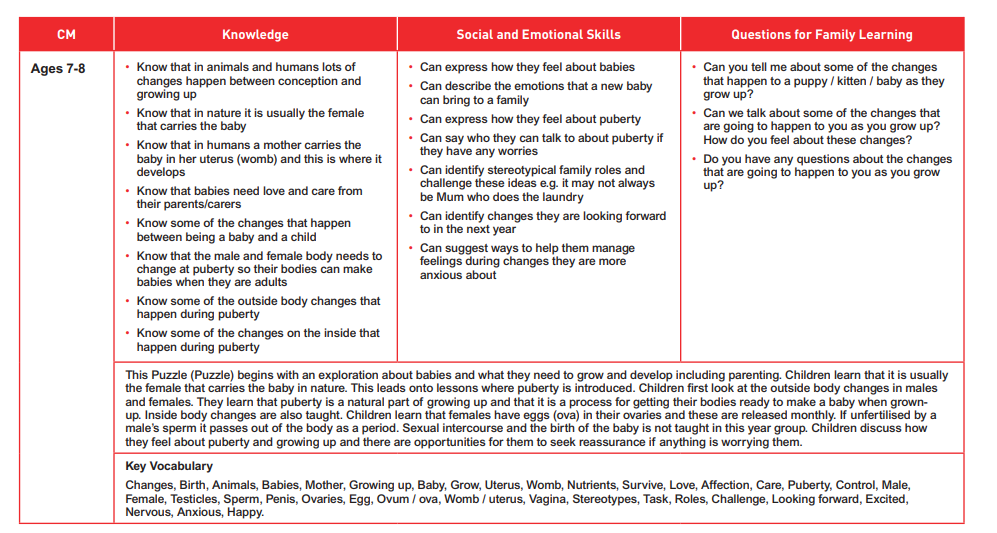 CM
Knowledge
Social and Emotional Skills
Questions for Family Learning
Ages 7-8
• Know that in animals and humans lots of
changes happen between conception and
growing up
• Know that in nature it is usually the female
that carries the baby
• Know that in humans a mother carries the
baby in her uterus (womb) and this is where it
develops
• Know that babies need love and care from
their parents/carers
• Know some of the changes that happen
between being a baby and a child
• Know that the male and female body needs to
change at puberty so their bodies can make
babies when they are adults
• Know some of the outside body changes that
happen during puberty
• Know some of the changes on the inside that
happen during puberty
• Can express how they feel about babies
• Can describe the emotions that a new baby
can bring to a family
• Can express how they feel about puberty
• Can say who they can talk to about puberty if
they have any worries
• Can identify stereotypical family roles and
challenge these ideas e.g. it may not always
be Mum who does the laundry
• Can identify changes they are looking forward
to in the next year
• Can suggest ways to help them manage
feelings during changes they are more
anxious about
• Can you tell me about some of the changes
that happen to a puppy / kitten / baby as they
grow up?
• Can we talk about some of the changes that
are going to happen to you as you grow up?
How do you feel about these changes?
• Do you have any questions about the changes
that are going to happen to you as you grow
up?
This Puzzle (Puzzle) begins with an exploration about babies and what they need to grow and develop including parenting. Children learn that it is usually
the female that carries the baby in nature. This leads onto lessons where puberty is introduced. Children first look at the outside body changes in males
and females. They learn that puberty is a natural part of growing up and that it is a process for getting their bodies ready to make a baby when grown-
up. Inside body changes are also taught. Children learn that females have eggs (ova) in their ovaries and these are released monthly. If unfertilised by a
male's sperm it passes out of the body as a period. Sexual intercourse and the birth of the baby is not taught in this year group. Children discuss how
they feel about puberty and growing up and there are opportunities for them to seek reassurance if anything is worrying them.
Key Vocabulary
Changes, Birth, Animals, Babies, Mother, Growing up, Baby, Grow, Uterus, Womb, Nutrients, Survive, Love, Affection, Care, Puberty, Control, Male,
Female, Testicles, Sperm, Penis, Ovaries, Egg, Ovum / ova, Womb / uterus, Vagina, Stereotypes, Task, Roles, Challenge, Looking forward, Excited,
Nervous, Anxious, Happy.